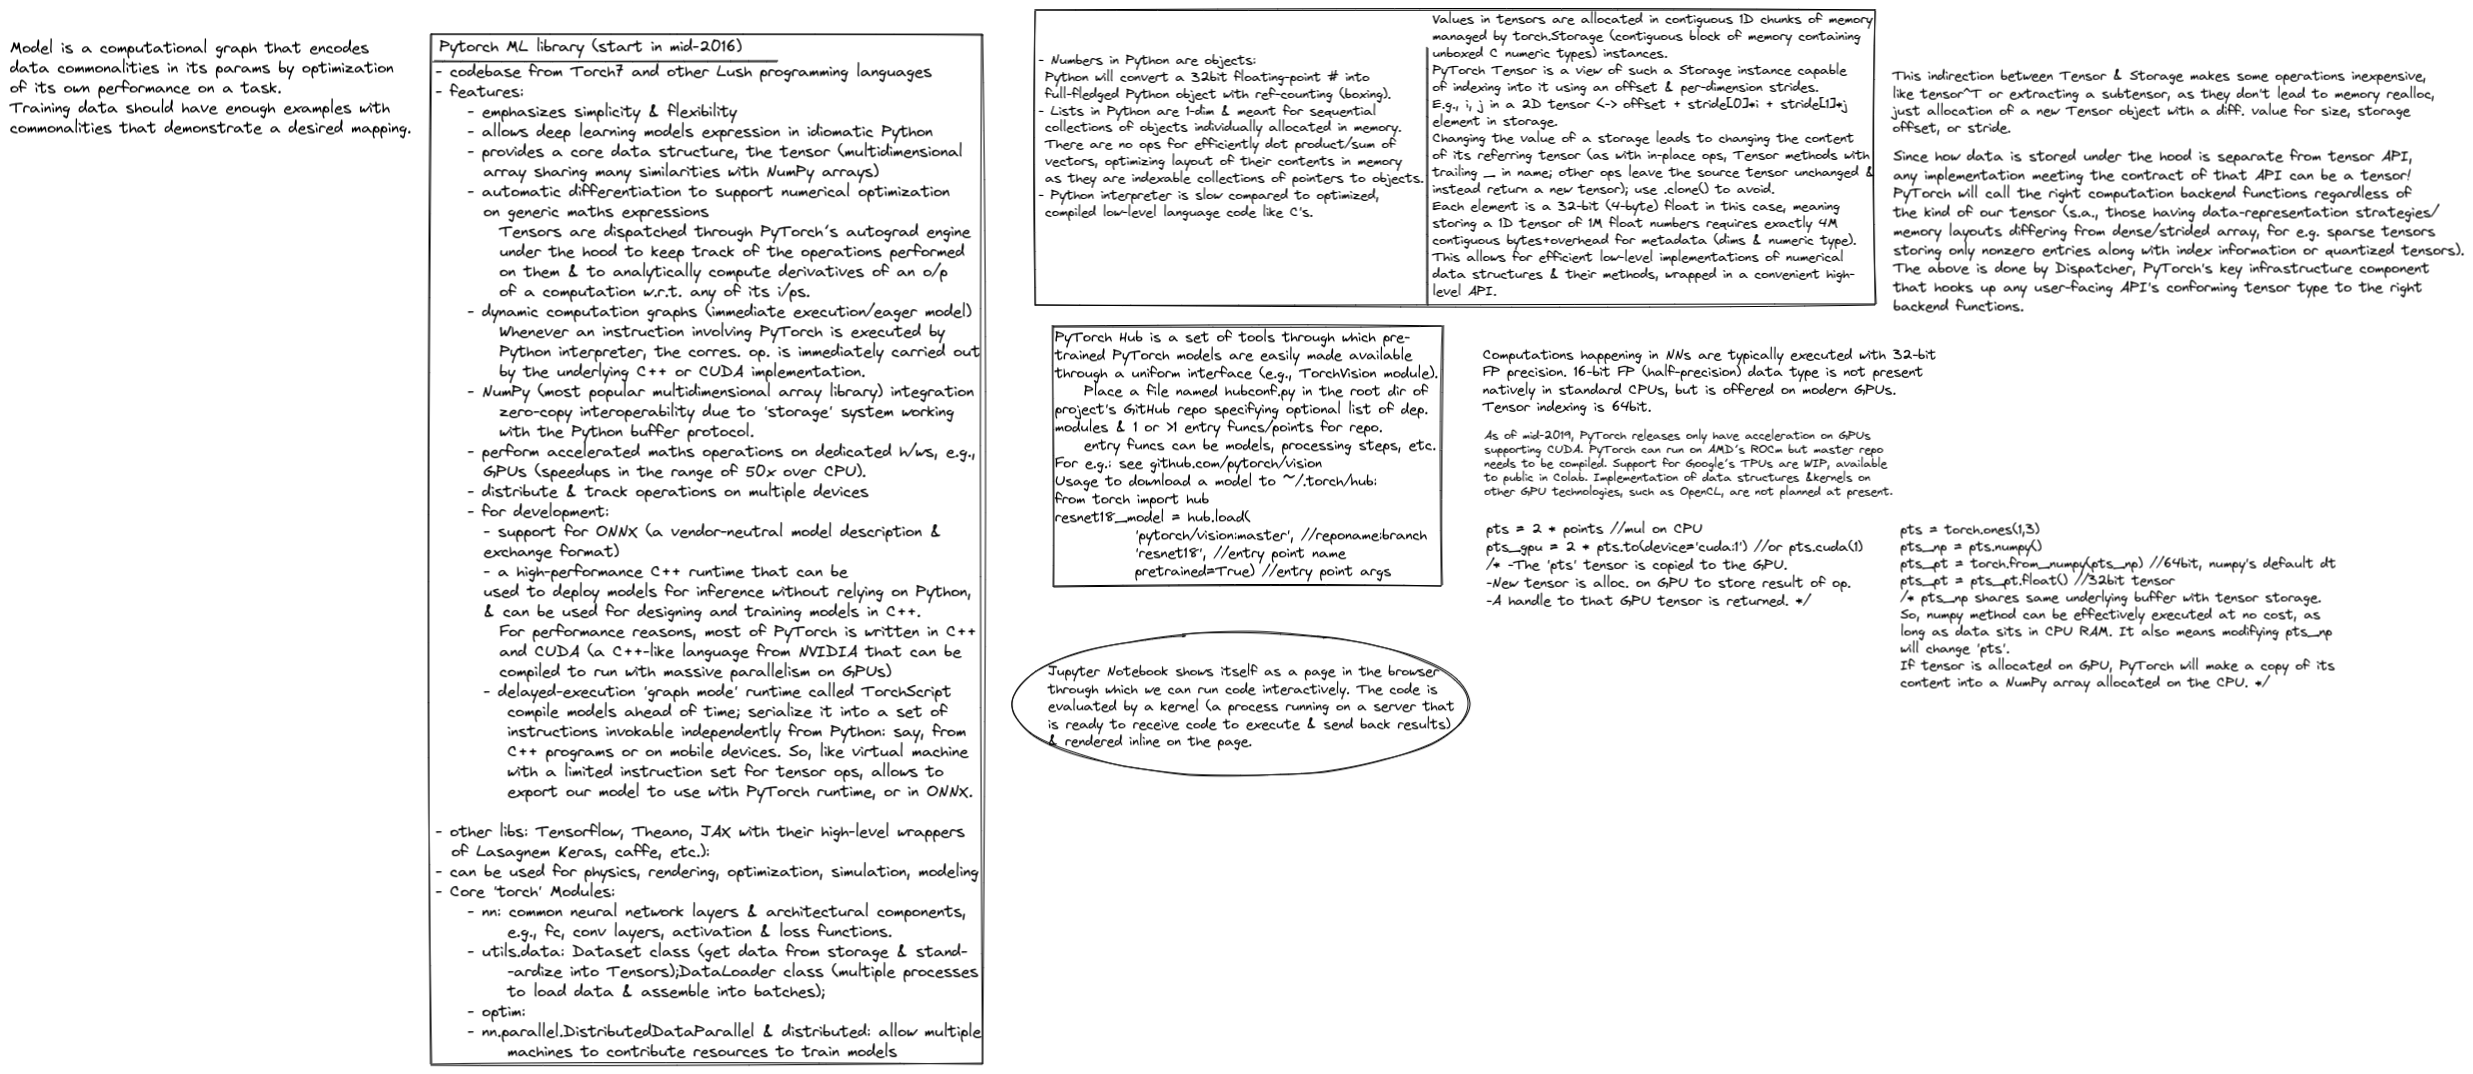 Model is a computational graph that encodes
data commonalities in its params by optimization
of its own performance on a task.
Training data should have enough examples with
commonalities that demonstrate a desired mapping.
Pytorch ML library (start in mid-2016)
- codebase from Torch7 and other Lush programming languages
- features:
- emphasizes simplicity & flexibility
- allows deep learning models expression in idiomatic Python
- provides a core data structure, the tensor (multidimensional
array sharing many similarities with NumPy arrays)
- automatic differentiation to support numerical optimization
on generic maths expressions
Tensors are dispatched through PyTorch's autograd engine
under the hood to keep track of the operations performed
on them & to analytically compute derivatives of an o/p
of a computation w.r.t. any of its i/ps.
- dynamic computation graphs (immediate execution/eager model)
Whenever an instruction involving PyTorch is executed by
Python interpreter, the corres. op. is immediately carried out
by the underlying C++ or CUDA implementation.
- NumPy (most popular multidimensional array library) integration
zero-copy interoperability due to 'storage' system working
with the Python buffer protocol.
- perform accelerated maths operations on dedicated h/ws, e.g.,
GPUs (speedups in the range of 50x over CPU).
- distribute & track operations on multiple devices
- for development:
- support for ONNX (a vendor-neutral model description &
exchange format)
- a high-performance C++ runtime that can be
used to deploy models for inference without relying on Python,
& can be used for designing and training models in C++.
For performance reasons, most of PyTorch is written in C++
and CUDA (a C++-like language from NVIDIA that can be
compiled to run with massive parallelism on GPUs)
- delayed-execution 'graph mode' runtime called TorchScript
compile models ahead of time; serialize it into a set of
instructions invokable independently from Python: say, from
C++ programs or on mobile devices. So, like virtual machine
with a limited instruction set for tensor ops, allows to
export our model to use with PyTorch runtime, or in ONNX.
- other libs: Tensorflow, Theano, JAX with their high-level wrappers
of Lasagnem Keras, caffe, etc.):
- can be used for physics, rendering, optimization, simulation, modeling
- Core 'torch' Modules:
- nn: common neural network layers & architectural components,
e.g., fc, conv layers, activation & loss functions.
- utils.data: Dataset class (get data from storage & stand-
-ardize into Tensors);DataLoader class (multiple processes
to load data & assemble into batches);
- optim:
- nn.parallel.DistributedDataParallel & distributed: allow multiple
machines to contribute resources to train models
- Numbers in Python are objects:
Python will convert a 32bit floating-point # into
full-fledged Python object with ref-counting (boxing).
- Lists in Python are 1-dim & meant for sequential
collections of objects individually allocated in memory.
There are no ops for efficiently dot product/sum of
vectors, optimizing layout of their contents in memory
as they are indexable collections of pointers to objects.
- Python interpreter is slow compared to optimized,
compiled low-level language code like C's.
Values in tensors are allocated in contiguous 1D chunks of memory
managed by torch.Storage (contiguous block of memory containing
unboxed C numeric types) instances.
PyTorch Tensor is a view of such a Storage instance capable
of indexing into it using an offset & per-dimension strides.
E.g., i, j in a 2D tensor <-> offset + stride[0]*i + stride[1]*j
element in storage.
Changing the value of a storage leads to changing the content
of its referring tensor (as with in-place ops, Tensor methods with
trailing _ in name; other ops leave the source tensor unchanged &
instead return a new tensor); use .clone() to avoid.
Each element is a 32-bit (4-byte) float in this case, meaning
storing a 1D tensor of 1M float numbers requires exactly 4M
contiguous bytes+overhead for metadata (dims & numeric type).
This allows for efficient low-level implementations of numerical
data structures & their methods, wrapped in a convenient high-
level API.
This indirection between Tensor & Storage makes some operations inexpensive,
like tensor^T or extracting a subtensor, as they don't lead to memory realloc,
just allocation of a new Tensor object with a diff. value for size, storage
offset, or stride.
Since how data is stored under the hood is separate from tensor API,
any implementation meeting the contract of that API can be a tensor!
PyTorch will call the right computation backend functions regardless of
the kind of our tensor (s.a., those having data-representation strategies/
memory layouts differing from dense/strided array, for e.g. sparse tensors
storing only nonzero entries along with index information or quantized tensors).
The above is done by Dispatcher, PyTorch's key infrastructure component
that hooks up any user-facing API's conforming tensor type to the right
backend functions.
PyTorch Hub is a set of tools through which pre-
trained PyTorch models are easily made available
through a uniform interface (e.g., TorchVision module).
Place a file named hubconf.py in the root dir of
project's GitHub repo specifying optional list of dep.
modules & 1 or >1 entry funcs/points for repo.
entry funcs can be models, processing steps, etc.
For e.g.: see github.com/pytorch/vision
Usage to download a model to ~/.torch/hub:
from torch import hub
resnet18_model = hub.load(
'pytorch/vision:master', //reponame:branch
'resnet18', //entry point name
pretrained=True) //entry point args
Computations happening in NNs are typically executed with 32-bit
FP precision. 16-bit FP (half-precision) data type is not present
natively in standard CPUs, but is offered on modern GPUs.
Tensor indexing is 64bit.
As of mid-2019, PyTorch releases only have acceleration on GPUs
supporting CUDA. PyTorch can run on AMD's ROCm but master repo
needs to be compiled. Support for Google's TPUs are WIP, available
to public in Colab. Implementation of data structures &kernels on
other GPU technologies, such as OpenCL, are not planned at present.
pts = 2 * points //mul on CPU
pts_gpu = 2 * pts.to(device='cuda:1') //or pts.cuda(1)
/* -The 'pts' tensor is copied to the GPU.
-New tensor is alloc. on GPU to store result of op.
-A handle to that GPU tensor is returned. */
pts = torch.ones(1,3)
pts_np = pts.numpy()
pts_pt = torch.from_numpy(pts_np) //64bit, numpy's default dt
pts_pt = pts_pt.float() //32bit tensor
/* pts_np shares same underlying buffer with tensor storage.
So, numpy method can be effectively executed at no cost, as
long as data sits in CPU RAM. It also means modifying pts_np
will change 'pts'.
If tensor is allocated on GPU, PyTorch will make a copy of its
content into a NumPy array allocated on the CPU. */
Jupyter Notebook shows itself as a page in the browser
through which we can run code interactively. The code is
evaluated by a kernel (a process running on a server that
is ready to receive code to execute & send back results)
& rendered inline on the page.